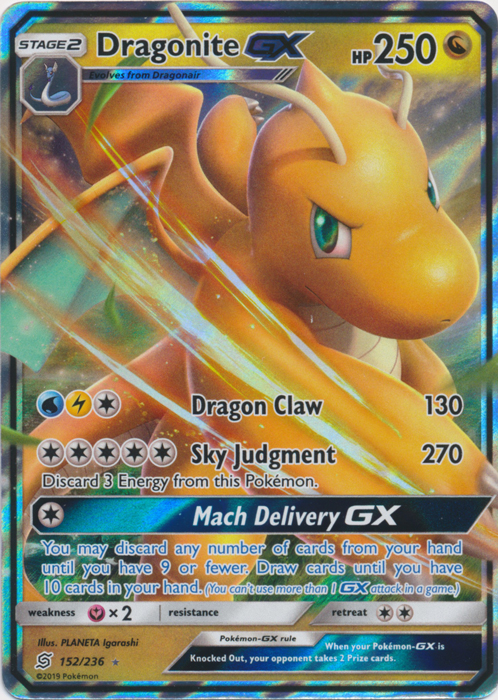 STAGE 2 Dragonite GX HP 250
Evolves from Dragonair
Dragon Claw 130
Sky Judgment 270
Discard 3 Energy from this Pokémon.
Mach Delivery GX
You may discard any number of cards from your hand
until you have 9 or fewer. Draw cards until you have
10 cards in your hand. (You can't use more than 1 GX attack in a game.)
weakness × 2 resistance retreat
Illus. PLANETA Igarashi
Pokémon-GX rule
When your Pokémon-GX is
Knocked Out, your opponent takes 2 Prize cards.
152/236
©2019 Pokémon